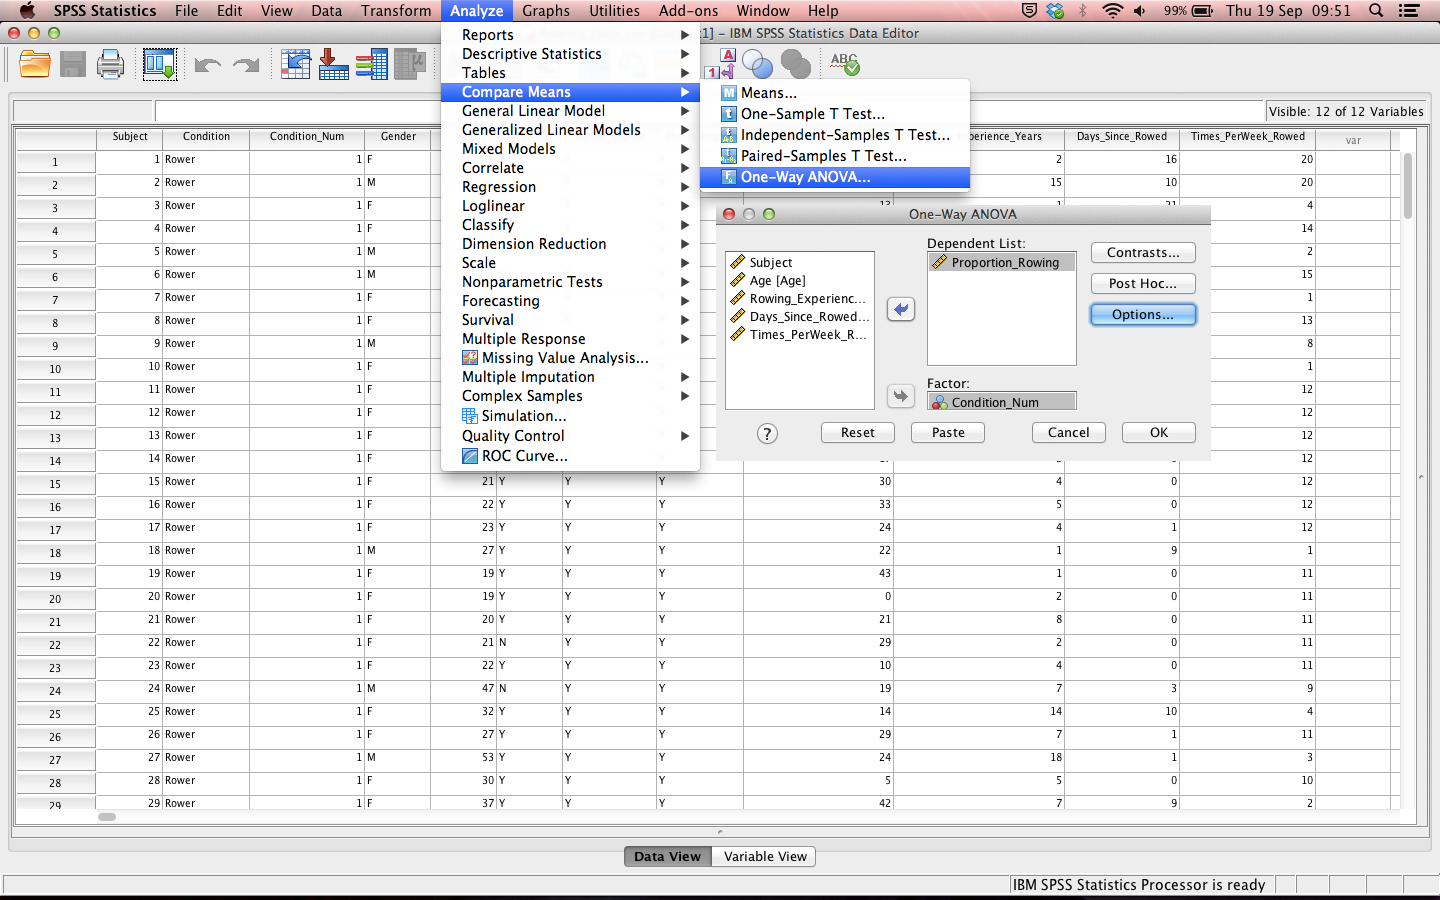 SPSS Statistics File Edit View Data Transform Analyze Graphs Utilities Add-ons Window Help 99% Thu 19 Sep 09:51
1] – IBM SPSS Statistics Data Editor
Visible: 12 of 12 Variables
Reports
Descriptive Statistics
Tables
Compare Means
General Linear Model
Generalized Linear Models
Mixed Models
Correlate
Regression
Loglinear
Classify
Dimension Reduction
Scale
Nonparametric Tests
Forecasting
Survival
Multiple Response
Missing Value Analysis...
Multiple Imputation
Complex Samples
Simulation...
Quality Control
ROC Curve...
Means...
One-Sample T Test...
Independent-Samples T Test...
Paired-Samples T Test...
One-Way ANOVA...
One-Way ANOVA
Subject
Age [Age]
Rowing_Experienc...
Days_Since_Rowed...
Times_PerWeek_R...
Dependent List:
Proportion_Rowing
Factor:
Condition_Num
Contrasts...
Post Hoc...
Options...
? Reset Paste Cancel OK
Subject Condition Condition_Num Gender perience_Years Days_Since_Rowed Times_PerWeek_Rowed var
1 1 Rower 1 F 2 16 20
2 2 Rower 1 M 15 10 20
3 3 Rower 1 F 13 1 21 4
4 4 Rower 1 F 14
5 5 Rower 1 M 2
6 6 Rower 1 M 15
7 7 Rower 1 F 1
8 8 Rower 1 F 13
9 9 Rower 1 M 8
10 10 Rower 1 F 1
11 11 Rower 1 F 12
12 12 Rower 1 F 12
13 13 Rower 1 F 12
14 14 Rower 1 F 12
15 15 Rower 1 F 21 Y Y Y 30 4 0 12
16 16 Rower 1 F 22 Y Y Y 33 5 0 12
17 17 Rower 1 F 23 Y Y Y 24 4 1 12
18 18 Rower 1 M 27 Y Y Y 22 1 9 1
19 19 Rower 1 F 19 Y Y Y 43 1 0 11
20 20 Rower 1 F 19 Y Y Y 0 2 0 11
21 21 Rower 1 F 20 Y Y Y 21 8 0 11
22 22 Rower 1 F 21 N Y Y 29 2 0 11
23 23 Rower 1 F 22 Y Y Y 10 4 0 11
24 24 Rower 1 M 47 N Y Y 19 7 3 9
25 25 Rower 1 F 32 Y Y Y 14 14 10 4
26 26 Rower 1 F 27 Y Y Y 29 7 1 11
27 27 Rower 1 M 53 Y Y Y 24 18 1 3
28 28 Rower 1 F 30 Y Y Y 5 5 0 10
29 29 Rower 1 F 37 Y Y Y 42 7 9 2
Data View Variable View
IBM SPSS Statistics Processor is ready